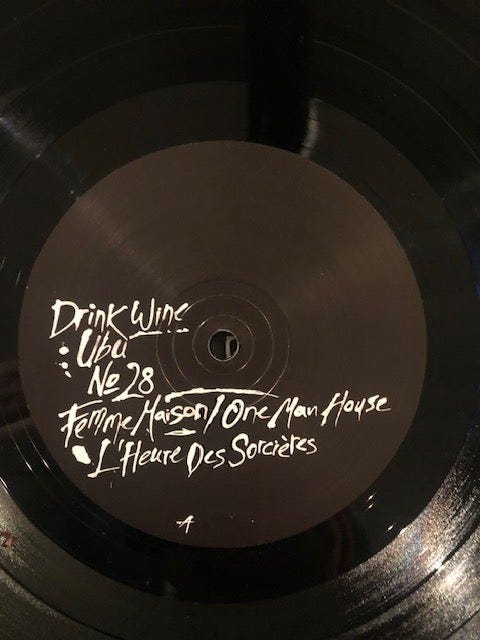 Drink Wine
Ubu
No 28
Femme Maison / One Man House
L'Heure Des Sorcières
A